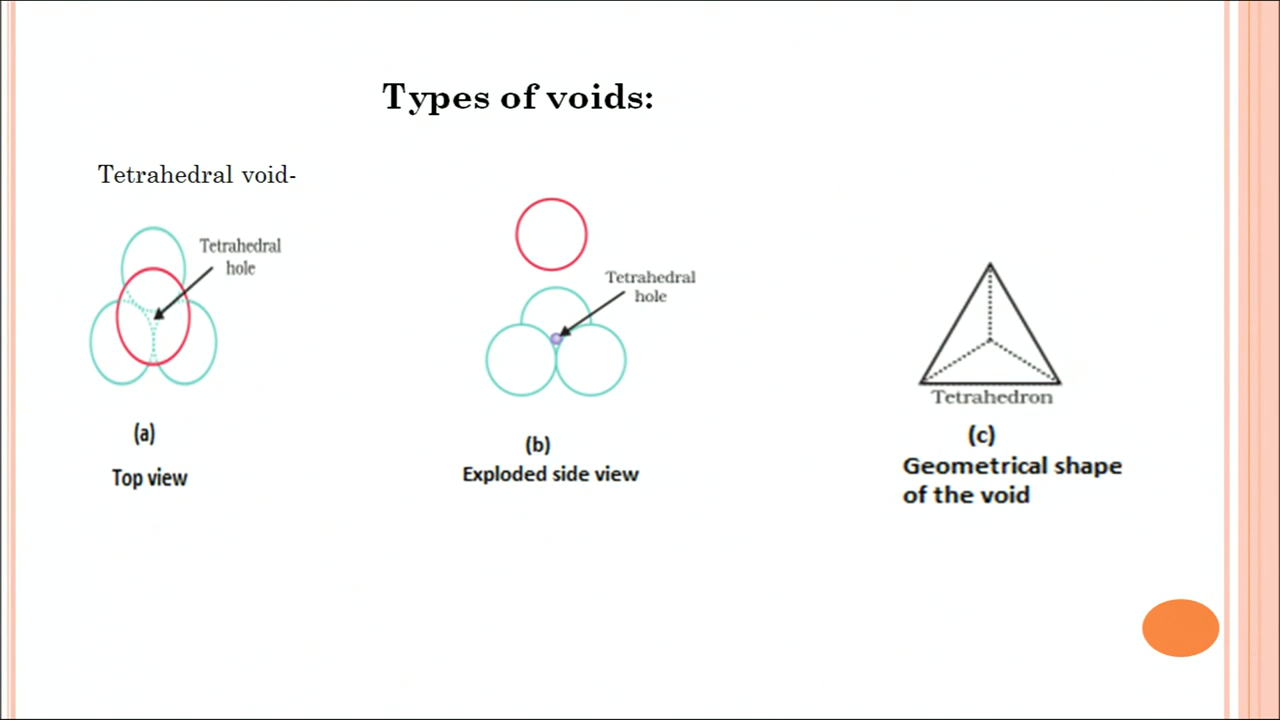 Types of voids:
Tetrahedral void-
Tetrahedral
hole
(a)
Top view
Tetrahedral
hole
(b)
Exploded side view
Tetrahedron
(c)
Geometrical shape
of the void